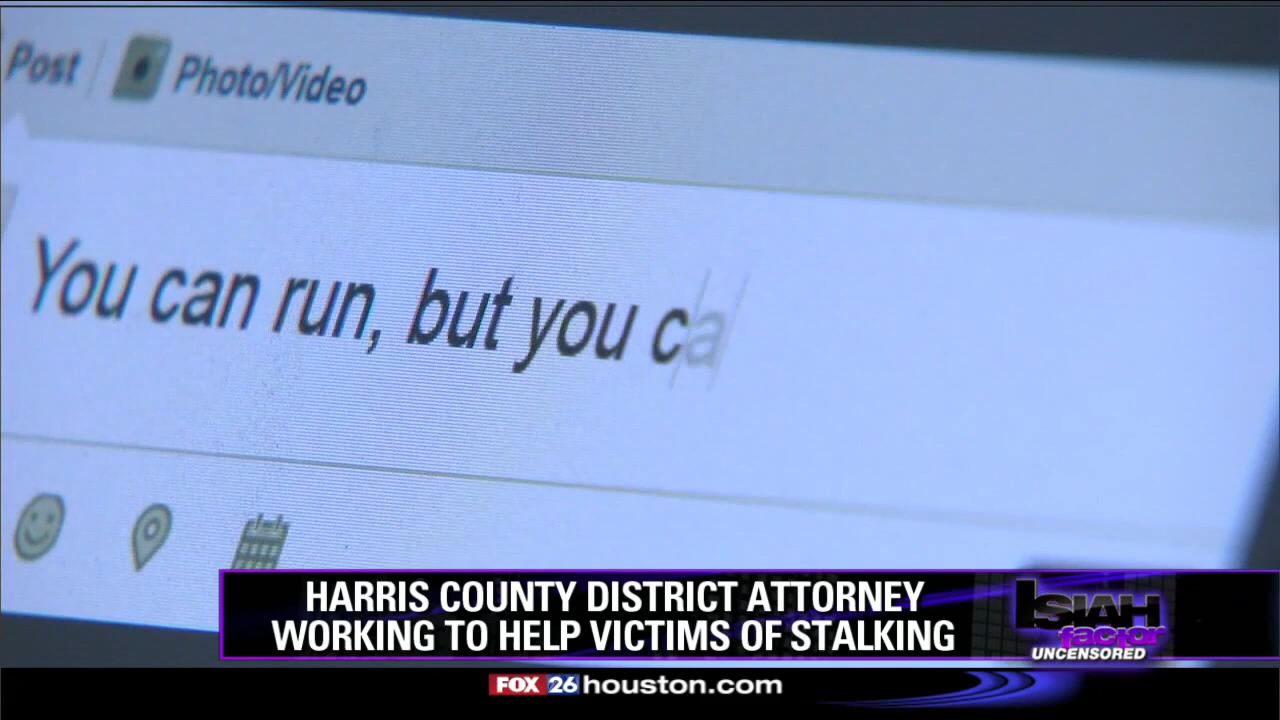 Post
Photo/Video
You can run, but you ca
HARRIS COUNTY DISTRICT ATTORNEY
WORKING TO HELP VICTIMS OF STALKING
ISIAH
factor
UNCENSORED
FOX 26 houston.com